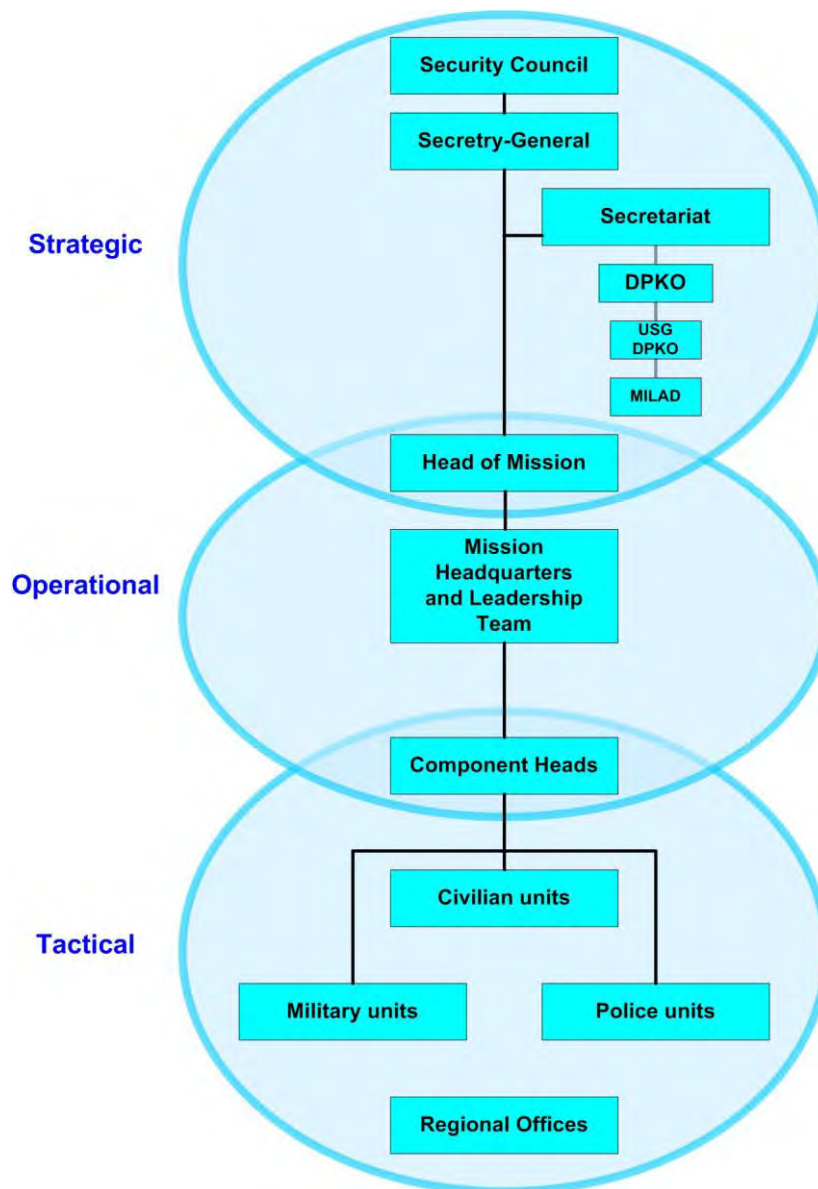 Security Council
Secretry-General
Strategic
Secretariat
DPKO
USG
DPKO
MILAD
Head of Mission
Operational
Mission
Headquarters
and Leadership
Team
Component Heads
Tactical
Civilian units
Military units
Police units
Regional Offices